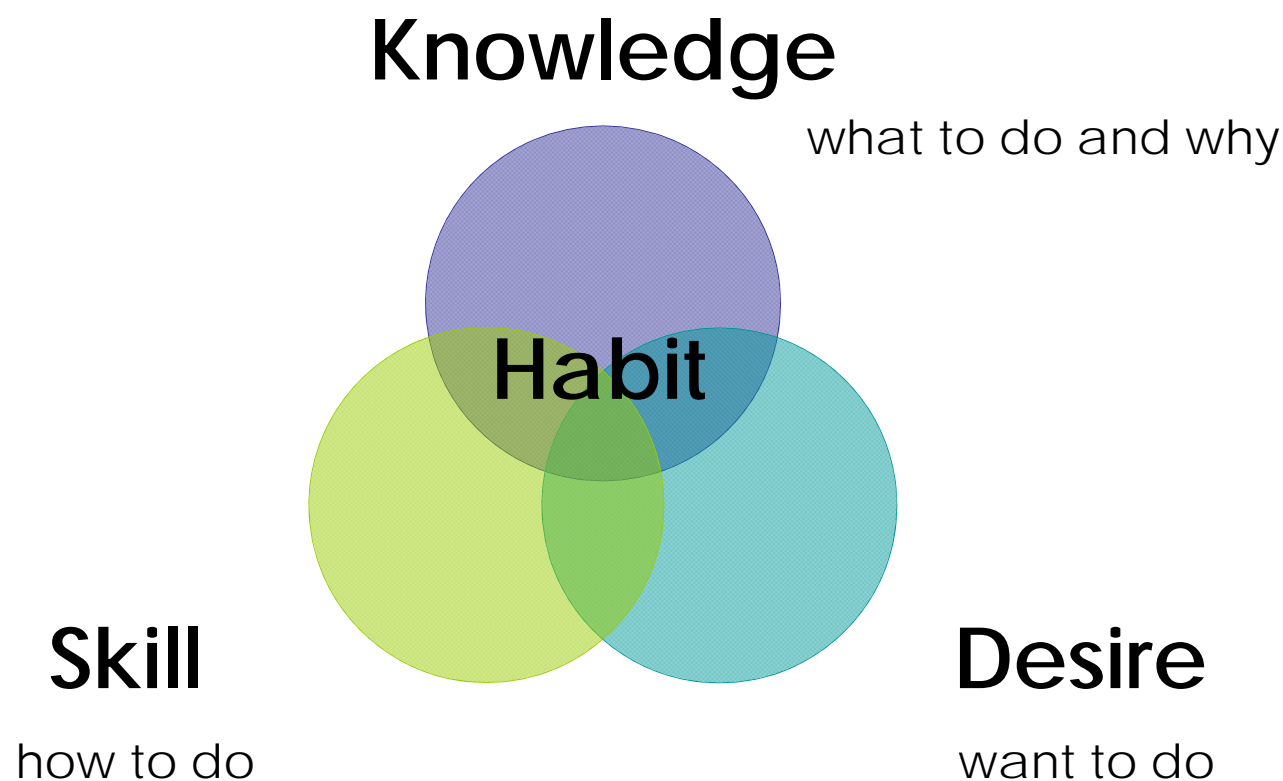 Knowledge
what to do and why
Habit
Skill
how to do
Desire
want to do